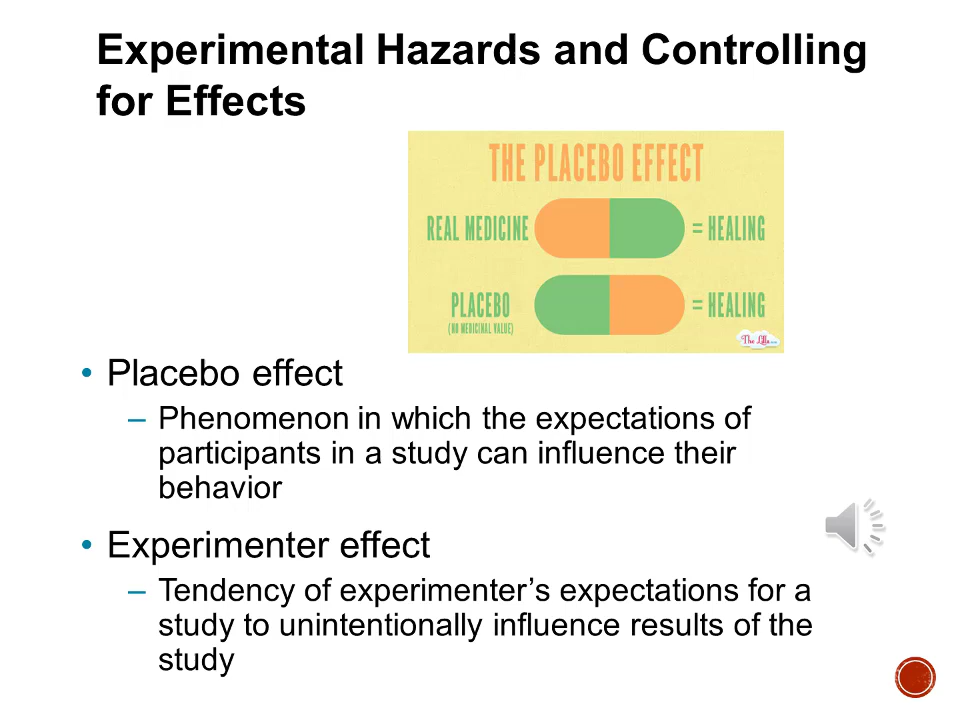 Experimental Hazards and Controlling
for Effects
THE PLACEBO EFFECT
REAL MEDICINE = HEALING
PLACEBO = HEALING
(NO MEDICINAL VALUE)
The Lilla
• Placebo effect
– Phenomenon in which the expectations of
participants in a study can influence their
behavior
• Experimenter effect
– Tendency of experimenter's expectations for a
study to unintentionally influence results of the
study